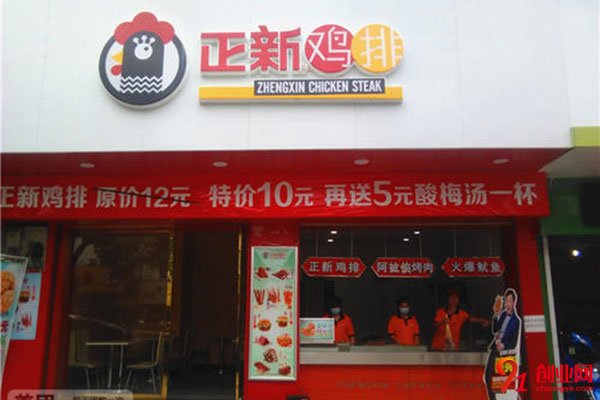 正新鸡排
ZHENGXIN CHICKEN STEAK
正新鸡排 原价12元 特价10元 再送5元酸梅汤一杯
正新鸡排
阿拉伯烤肉
火爆鱿鱼
ZHENGXIN CHICKEN STEAK
美团
创业网